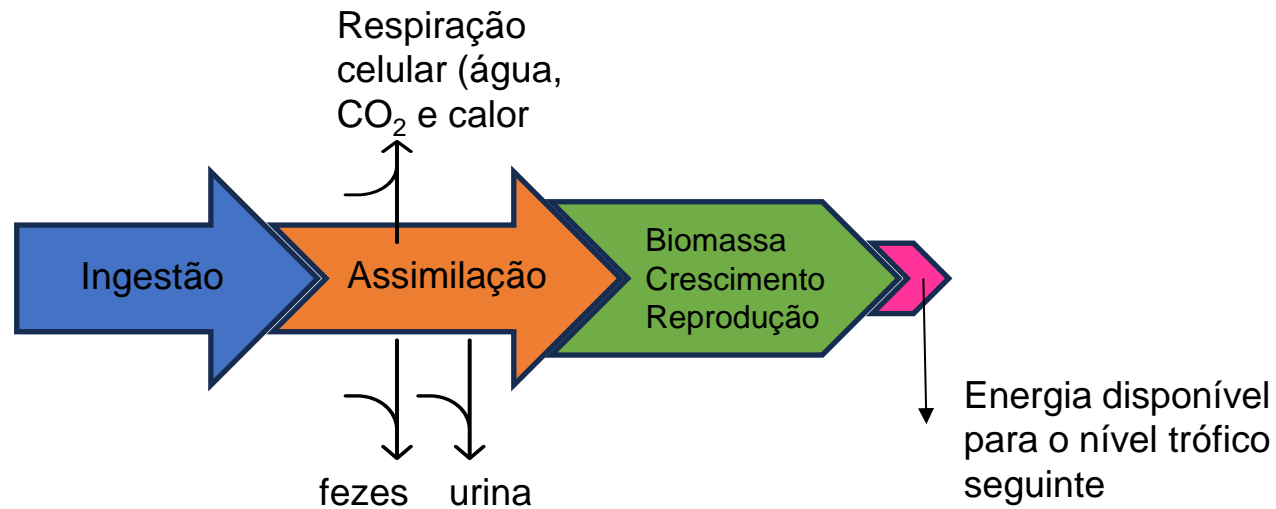 Respiração
celular (água,
CO₂ e calor
Ingestão
Assimilação
Biomassa
Crescimento
Reprodução
fezes
urina
Energia disponível
para o nível trófico
seguinte